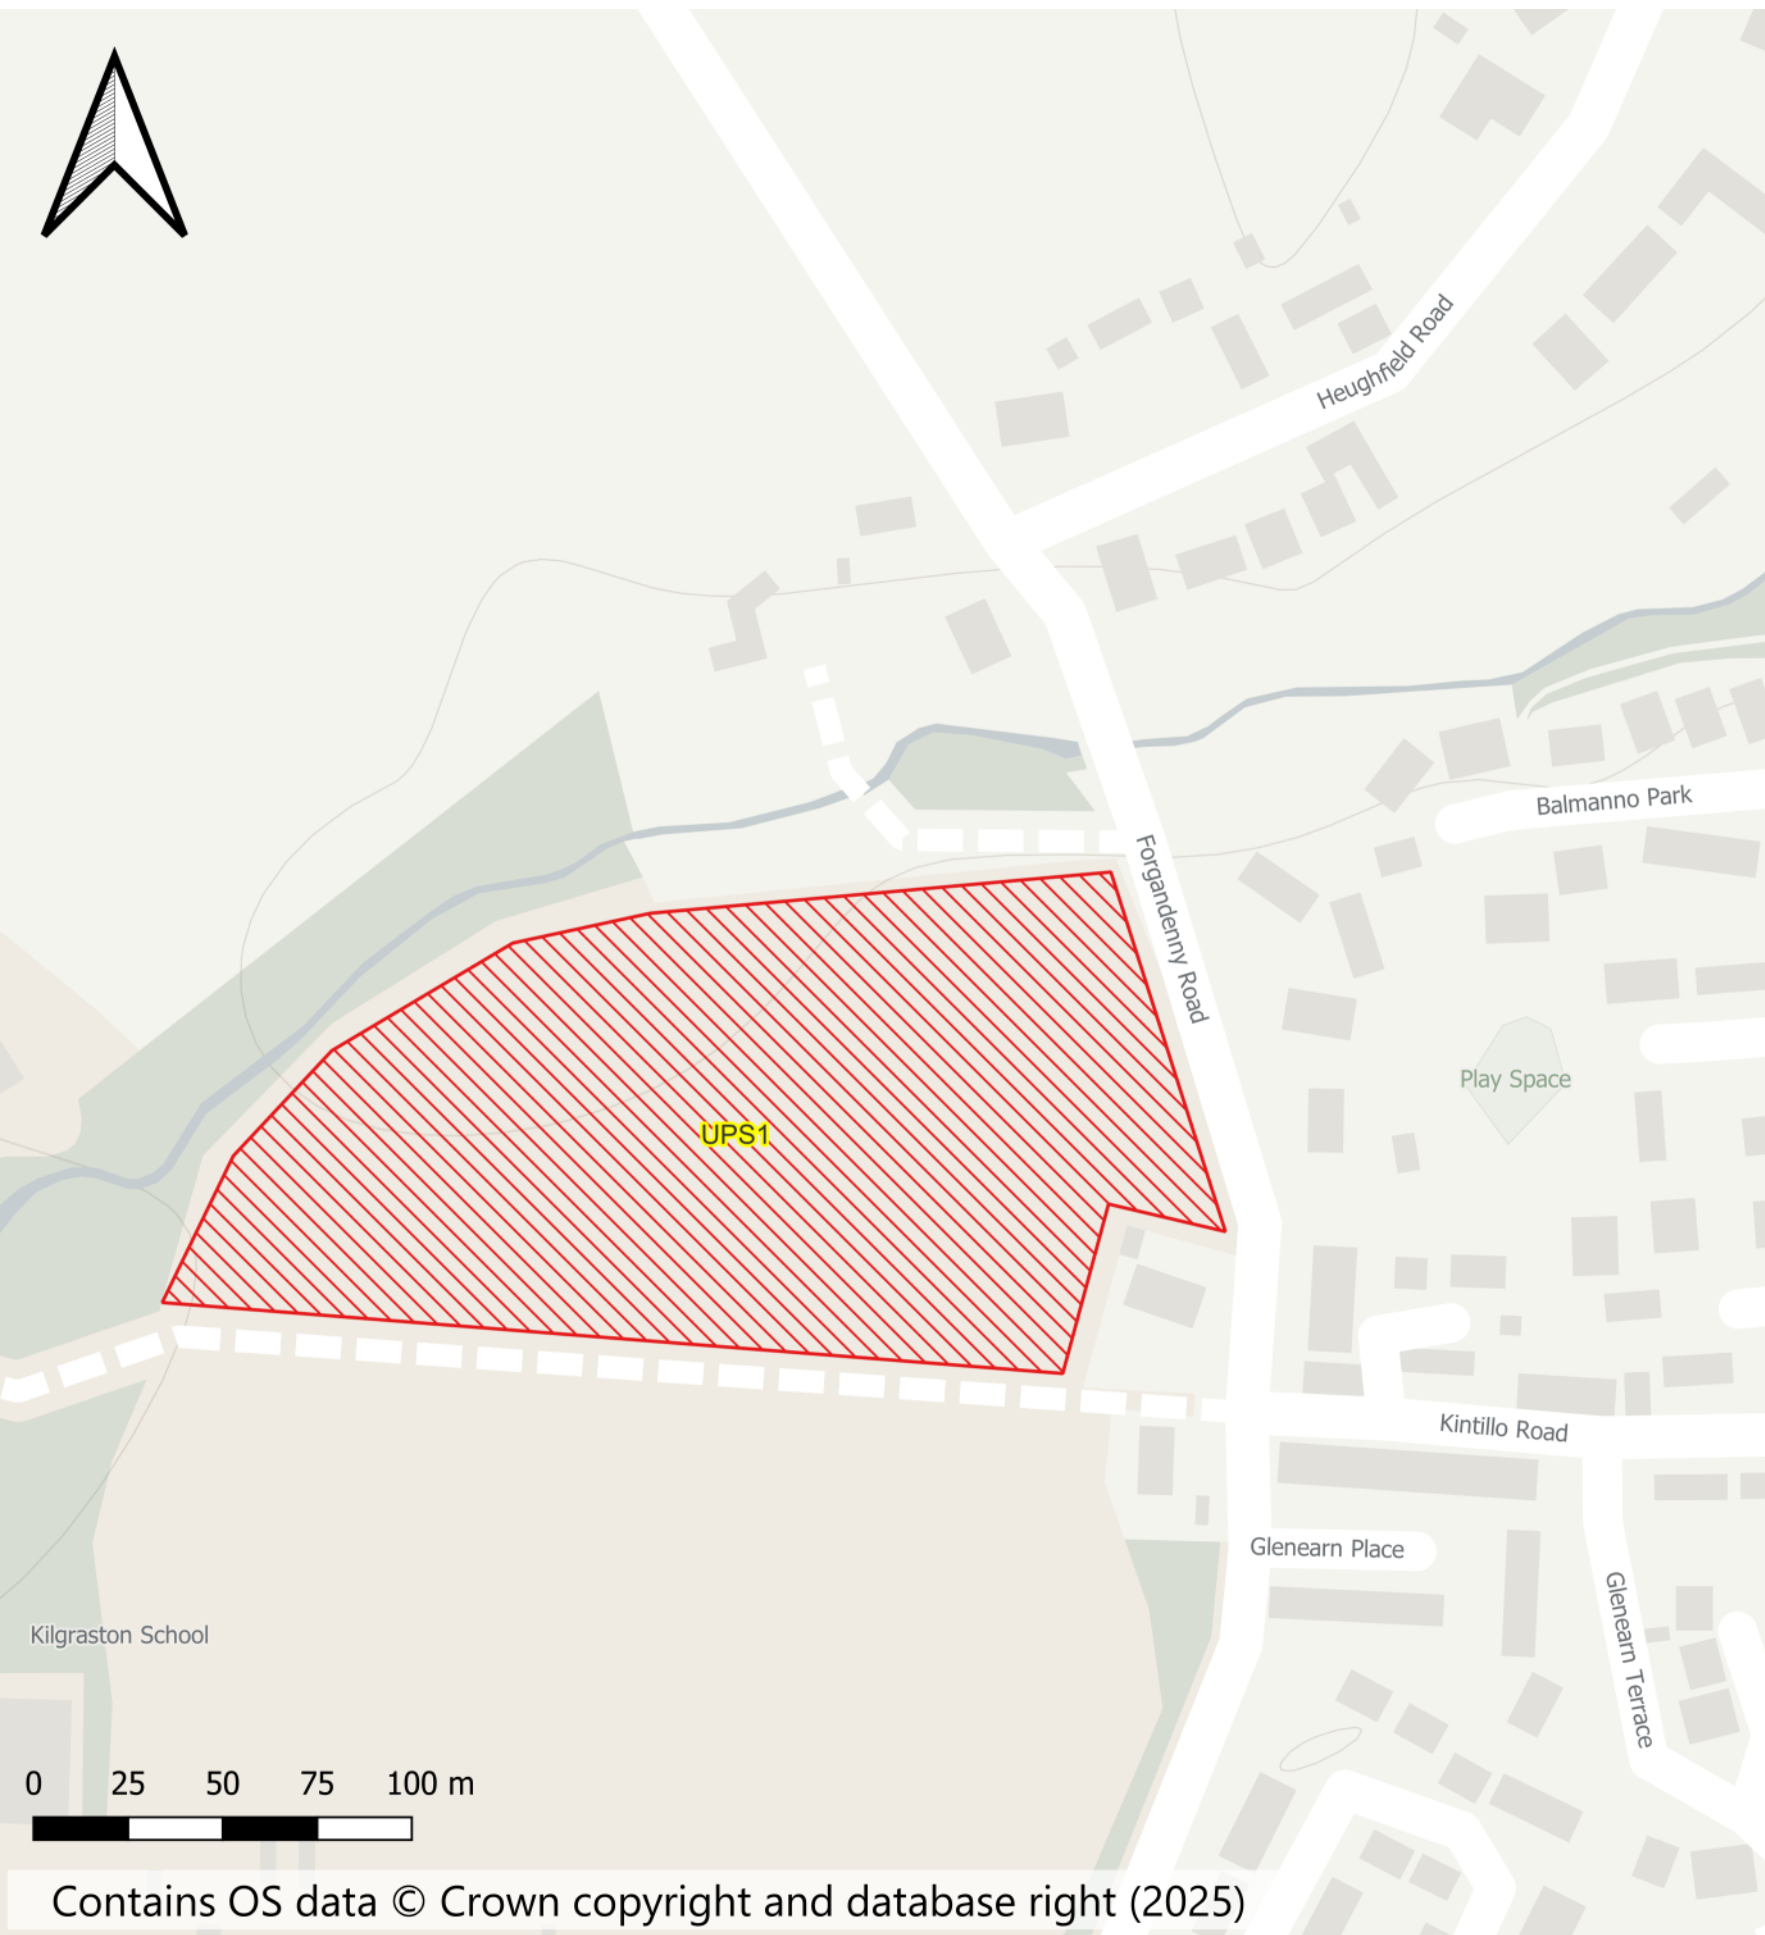 Heughfield Road
Balmanno Park
Forgandenny Road
Play Space
UPS1
Kintillo Road
Glenearn Place
Glenearn Terrace
Kilgraston School
0 25 50 75 100 m
Contains OS data © Crown copyright and database right (2025)